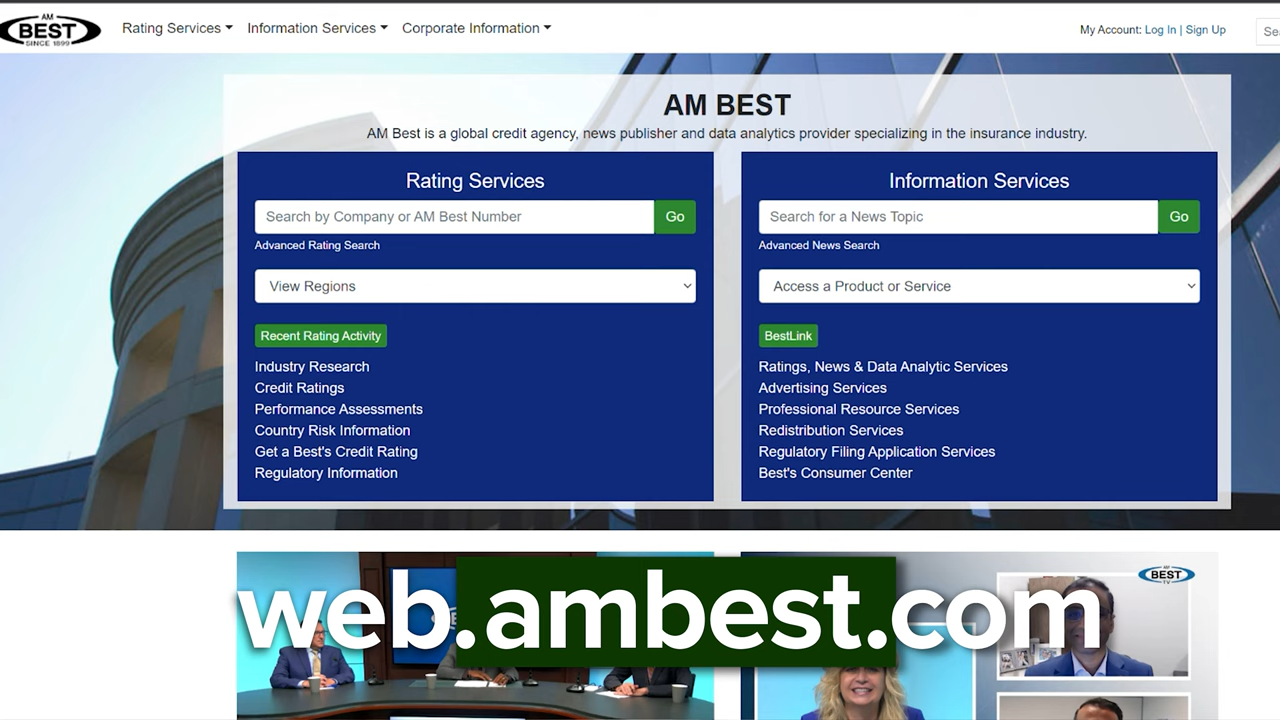 AM
BEST
SINCE 1899
Rating Services
Information Services
Corporate Information
My Account: Log In | Sign Up
AM BEST
AM Best is a global credit agency, news publisher and data analytics provider specializing in the insurance industry.
Rating Services
Search by Company or AM Best Number
Go
Advanced Rating Search
View Regions
Recent Rating Activity
Industry Research
Credit Ratings
Performance Assessments
Country Risk Information
Get a Best's Credit Rating
Regulatory Information
Information Services
Search for a News Topic
Go
Advanced News Search
Access a Product or Service
BestLink
Ratings, News & Data Analytic Services
Advertising Services
Professional Resource Services
Redistribution Services
Regulatory Filing Application Services
Best's Consumer Center
AM
BEST
TV
web.ambest.com